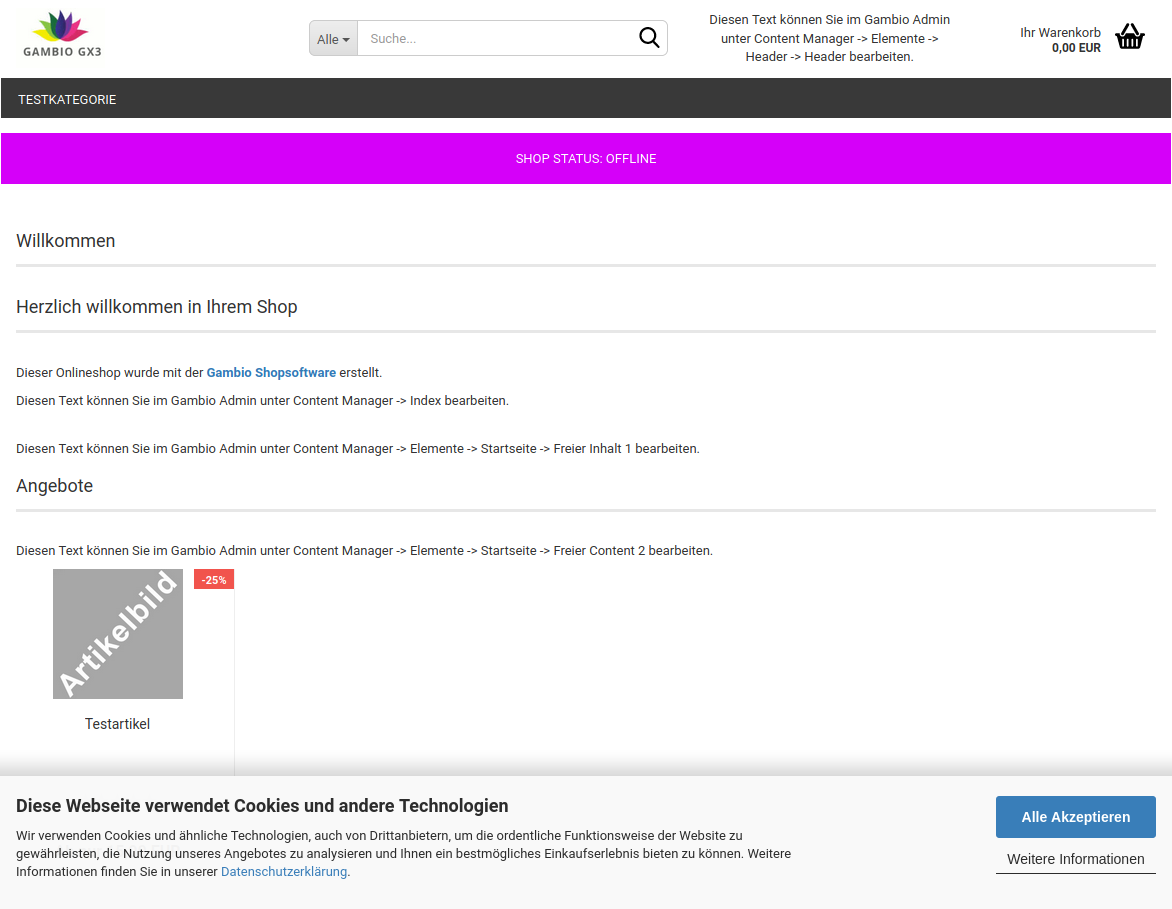 GAMBIO GX3
Alle
Suche...
Diesen Text können Sie im Gambio Admin
unter Content Manager -> Elemente ->
Header -> Header bearbeiten.
Ihr Warenkorb
0,00 EUR
TESTKATEGORIE
SHOP STATUS: OFFLINE
Willkommen
Herzlich willkommen in Ihrem Shop
Dieser Onlineshop wurde mit der Gambio Shopsoftware erstellt.
Diesen Text können Sie im Gambio Admin unter Content Manager -> Index bearbeiten.
Diesen Text können Sie im Gambio Admin unter Content Manager -> Elemente -> Startseite -> Freier Inhalt 1 bearbeiten.
Angebote
Diesen Text können Sie im Gambio Admin unter Content Manager -> Elemente -> Startseite -> Freier Content 2 bearbeiten.
Artikelbild
-25%
Testartikel
Diese Webseite verwendet Cookies und andere Technologien
Wir verwenden Cookies und ähnliche Technologien, auch von Drittanbietern, um die ordentliche Funktionsweise der Website zu
gewährleisten, die Nutzung unseres Angebotes zu analysieren und Ihnen ein bestmögliches Einkaufserlebnis bieten zu können. Weitere
Informationen finden Sie in unserer Datenschutzerklärung.
Alle Akzeptieren
Weitere Informationen